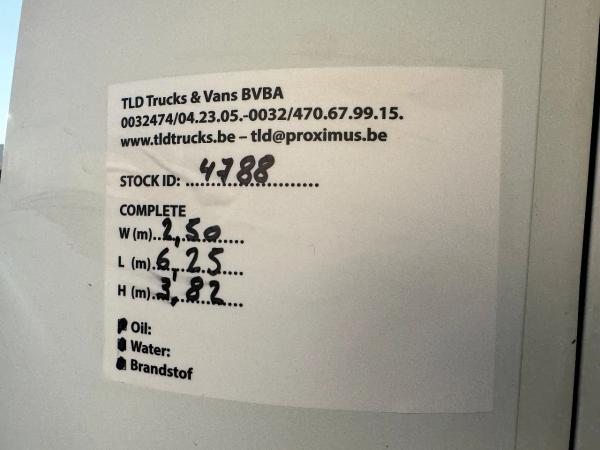 TLD Trucks & Vans BVBA
0032474/04.23.05.-0032/470.67.99.15.
www.tldtrucks.be – tld@proximus.be
STOCK ID: 4788
COMPLETE
W (m)..2,50
L (m).6,25
H (m).3,82
Oil:
Water:
Brandstof